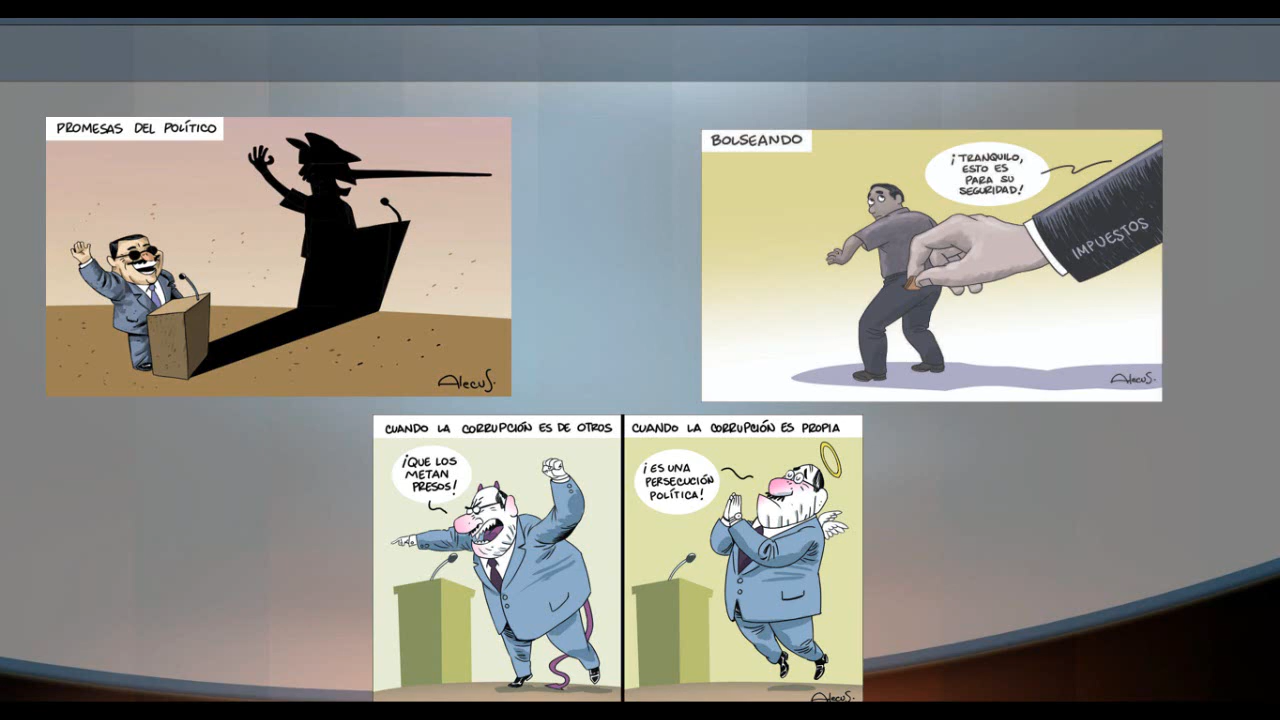 PROMESAS DEL POLÍTICO
Alecus.
BOLSEANDO
¡TRANQUILO,
ESTO ES
PARA SU
SEGURIDAD!
IMPUESTOS
Alecus.
CUANDO LA CORRUPCIÓN ES DE OTROS
¡QUE LOS
METAN
PRESOS!
CUANDO LA CORRUPCIÓN ES PROPIA
¡ES UNA
PERSECUCIÓN
POLÍTICA!
Alecus.